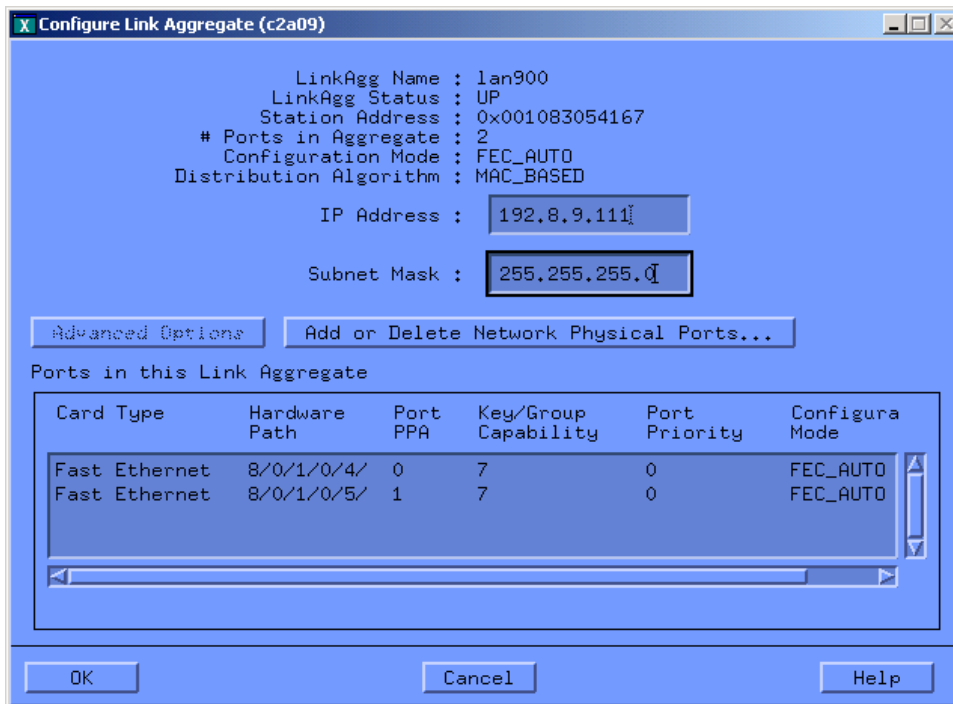 Configure Link Aggregate (c2a09)
LinkAgg Name : lan900
LinkAgg Status : UP
Station Address : 0x001083054167
# Ports in Aggregate : 2
Configuration Mode : FEC_AUTO
Distribution Algorithm : MAC_BASED
IP Address : 192.8.9.111
Subnet Mask : 255.255.255.0
Advanced Options Add or Delete Network Physical Ports...
Ports in this Link Aggregate
Card Type Hardware Port Key/Group Port Configura
Path PPA Capability Priority Mode
Fast Ethernet 8/0/1/0/4/ 0 7 0 FEC_AUTO
Fast Ethernet 8/0/1/0/5/ 1 7 0 FEC_AUTO
OK Cancel Help